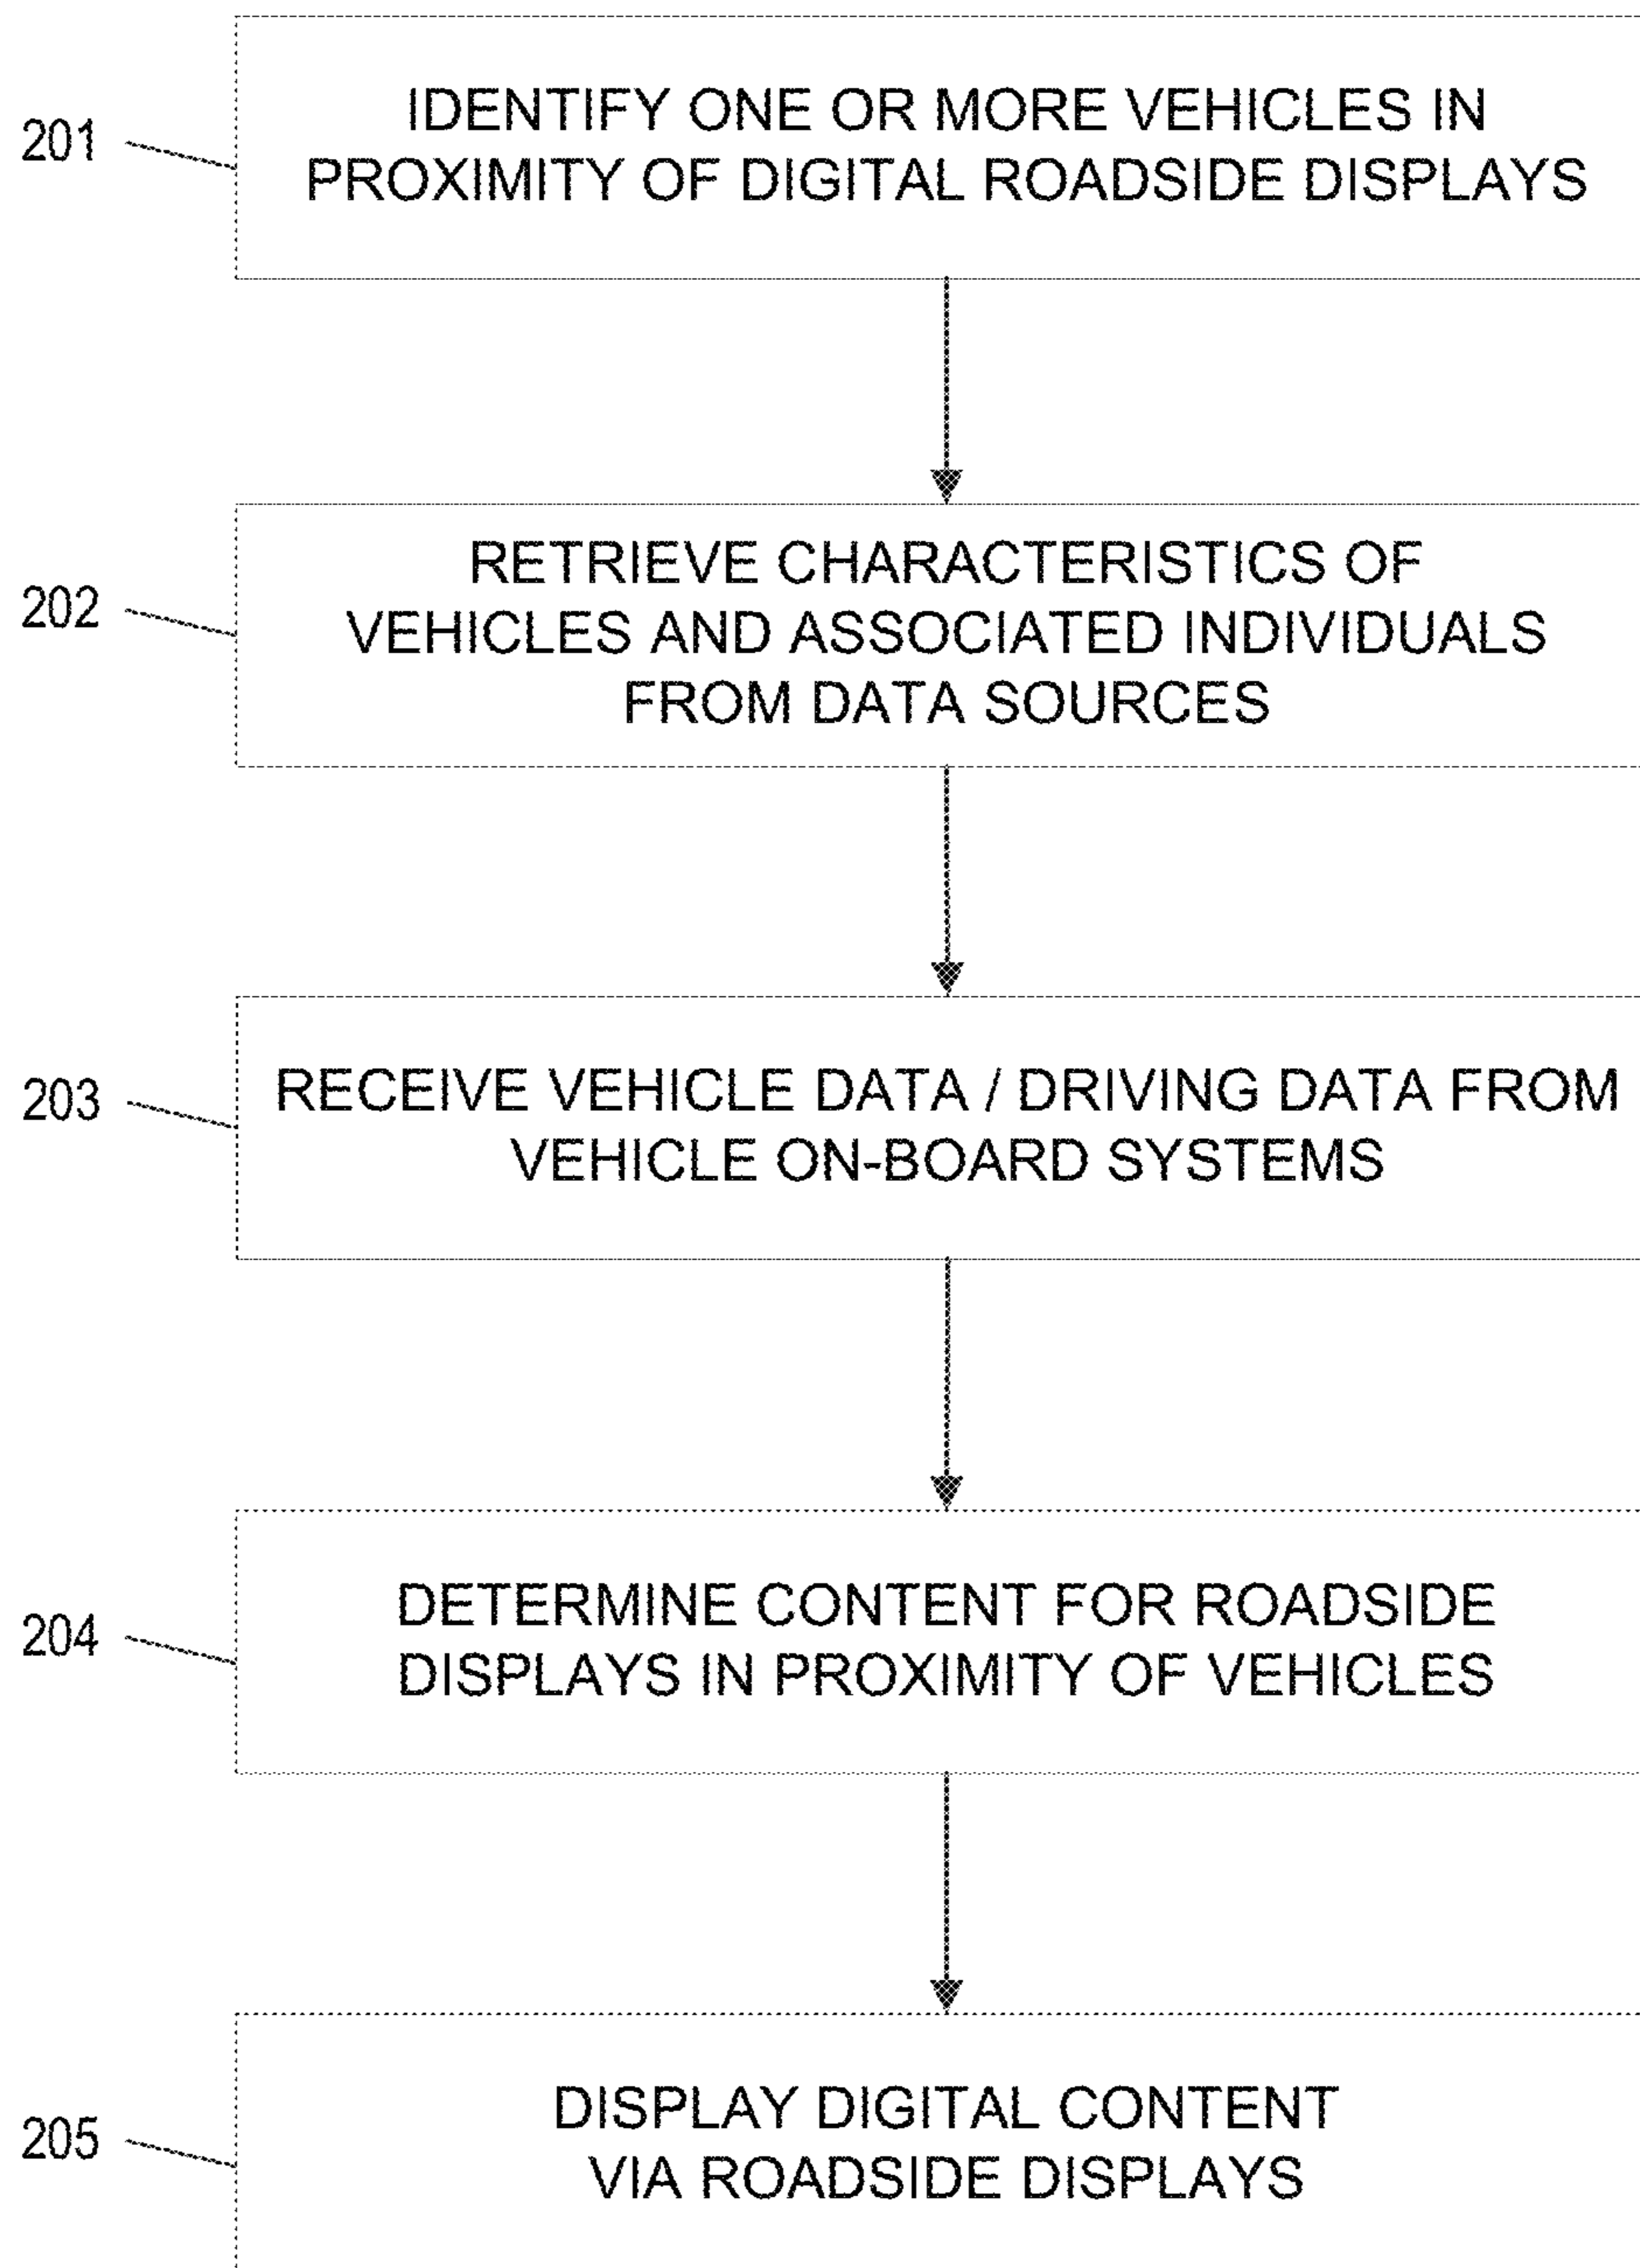 201
IDENTIFY ONE OR MORE VEHICLES IN
PROXIMITY OF DIGITAL ROADSIDE DISPLAYS
202
RETRIEVE CHARACTERISTICS OF
VEHICLES AND ASSOCIATED INDIVIDUALS
FROM DATA SOURCES
203
RECEIVE VEHICLE DATA / DRIVING DATA FROM
VEHICLE ON-BOARD SYSTEMS
204
DETERMINE CONTENT FOR ROADSIDE
DISPLAYS IN PROXIMITY OF VEHICLES
205
DISPLAY DIGITAL CONTENT
VIA ROADSIDE DISPLAYS